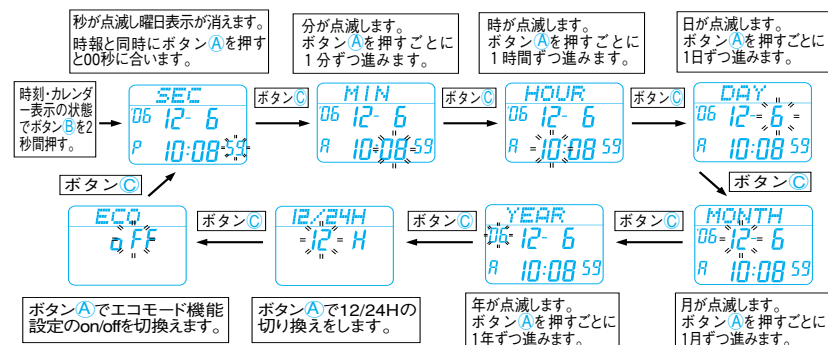 秒が点滅し曜日表示が消えます。
時報と同時にボタンⒶを押す
と00秒に合います。
分が点滅します。
ボタンⒶを押すごとに
1分ずつ進みます。
時が点滅します。
ボタンⒶを押すごとに
1時間ずつ進みます。
日が点滅します。
ボタンⒶを押すごとに
1日ずつ進みます。
時刻・カレンダ
ー表示の状態
でボタンⒷを2
秒間押す。
SEC
'06 12- 6
P 10:08 59
ボタンⒸ
MIN
'06 12- 6
A 10:08 59
ボタンⒸ
HOUR
'06 12- 6
A 10:08 59
ボタンⒸ
DAY
'06 12- 6
A 10:08 59
ボタンⒸ
MONTH
'06 12- 6
A 10:08 59
ボタンⒸ
YEAR
'06 12- 6
A 10:08 59
ボタンⒸ
12/24H
12 H
ボタンⒸ
ECO
oFF
ボタンⒸ
月が点滅します。
ボタンⒶを押すごとに
1月ずつ進みます。
年が点滅します。
ボタンⒶを押すごとに
1年ずつ進みます。
ボタンⒶで12/24Hの
切り換えをします。
ボタンⒶでエコモード機能
設定のon/offを切換えます。